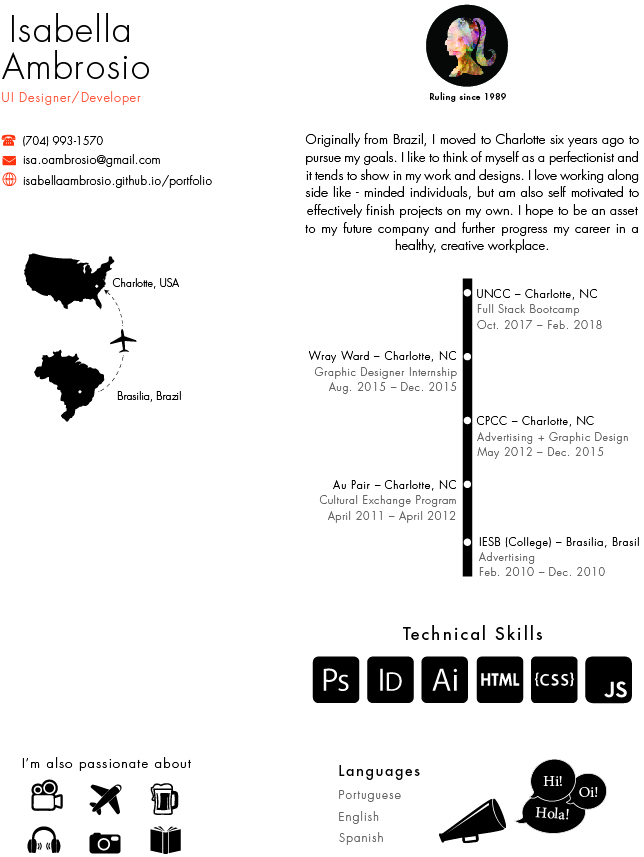 Isabella
Ambrosio
UI Designer/Developer
(704) 993-1570
isa.oambrosio@gmail.com
isabellaambrosio.github.io/portfolio
Charlotte, USA
Brasilia, Brazil
Ruling since 1989
Originally from Brazil, I moved to Charlotte six years ago to
pursue my goals. I like to think of myself as a perfectionist and
it tends to show in my work and designs. I love working along
side like - minded individuals, but am also self motivated to
effectively finish projects on my own. I hope to be an asset
to my future company and further progress my career in a
healthy, creative workplace.
UNCC – Charlotte, NC
Full Stack Bootcamp
Oct. 2017 – Feb. 2018
Wray Ward – Charlotte, NC
Graphic Designer Internship
Aug. 2015 – Dec. 2015
CPCC – Charlotte, NC
Advertising + Graphic Design
May 2012 – Dec. 2015
Au Pair – Charlotte, NC
Cultural Exchange Program
April 2011 – April 2012
IESB (College) – Brasilia, Brasil
Advertising
Feb. 2010 – Dec. 2010
Technical Skills
Ps ID Ai HTML {CSS} JS
I'm also passionate about
Languages
Portuguese
English
Spanish
Hi!
Oi!
Hola!